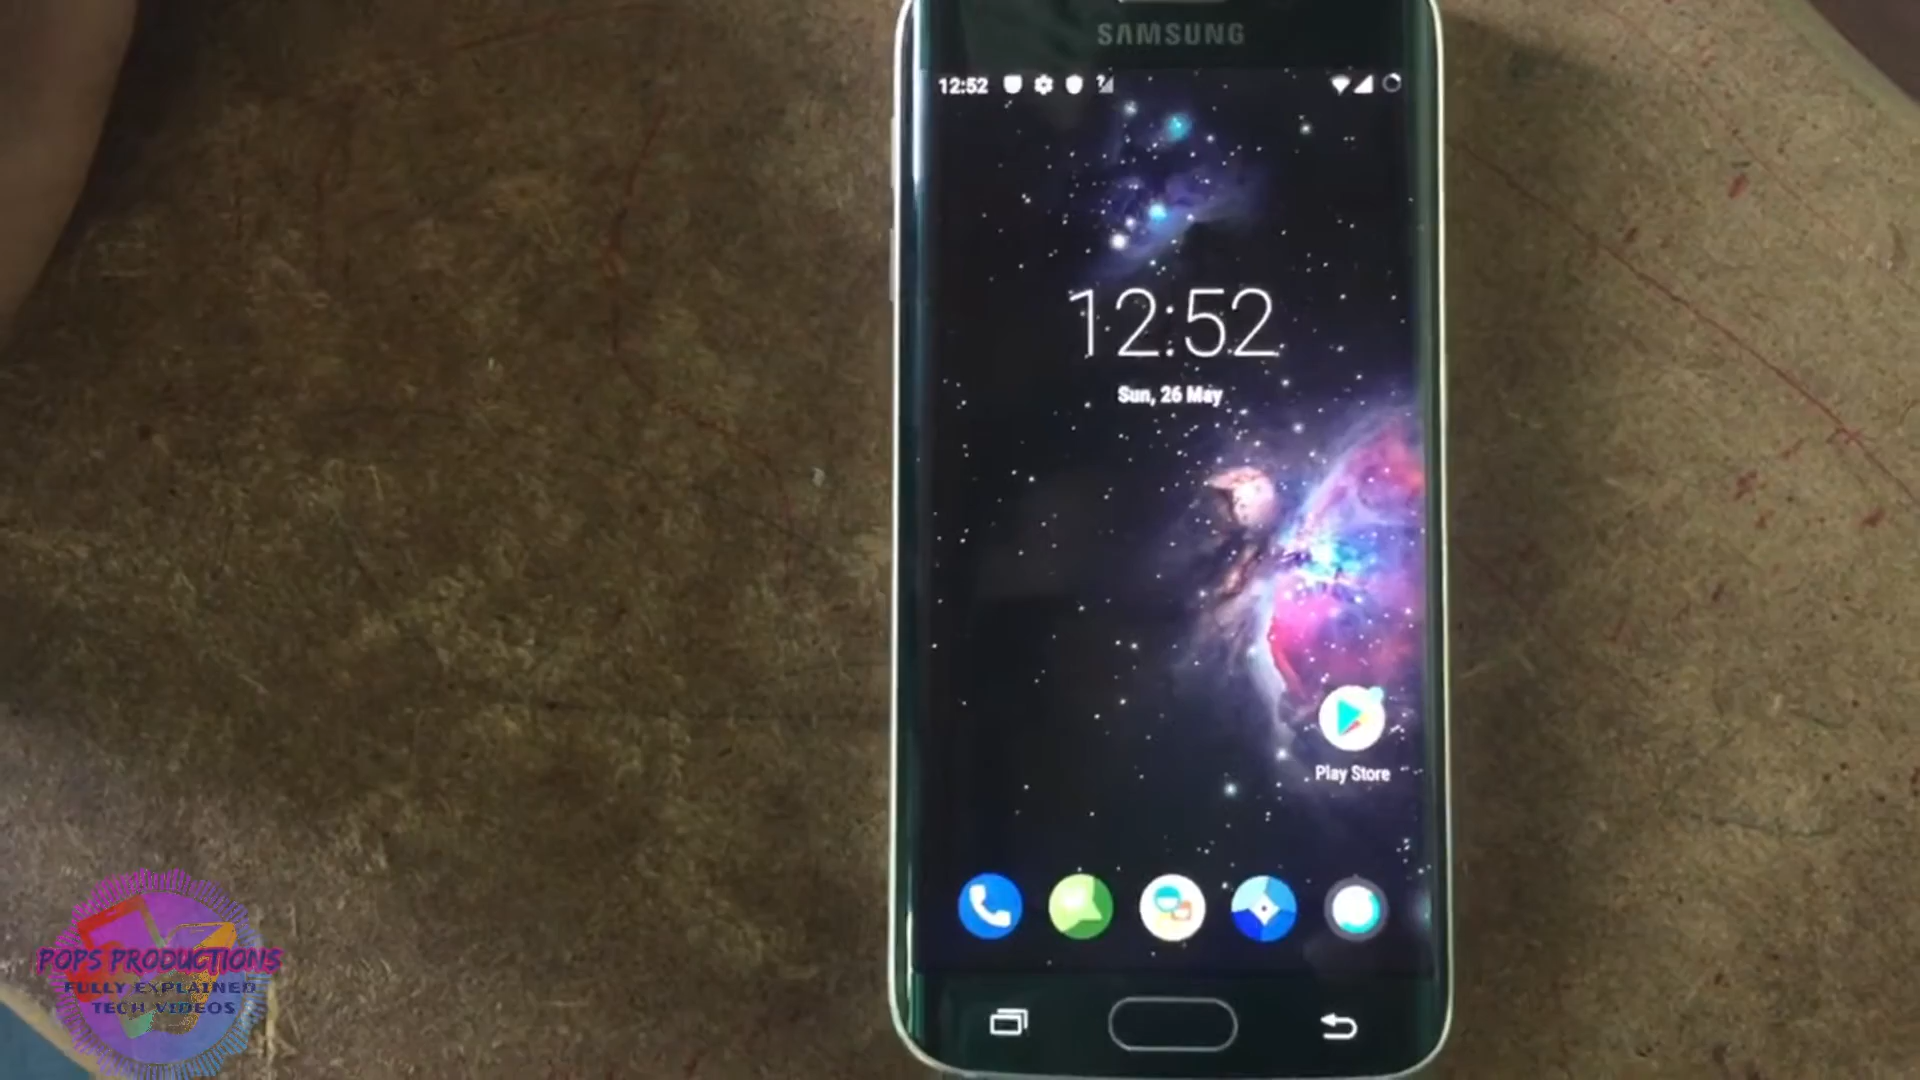 SAMSUNG
12:52
12:52
Sun, 26 May
Play Store
POPS PRODUCTIONS
FULLY EXPLAINED
TECH VIDEOS